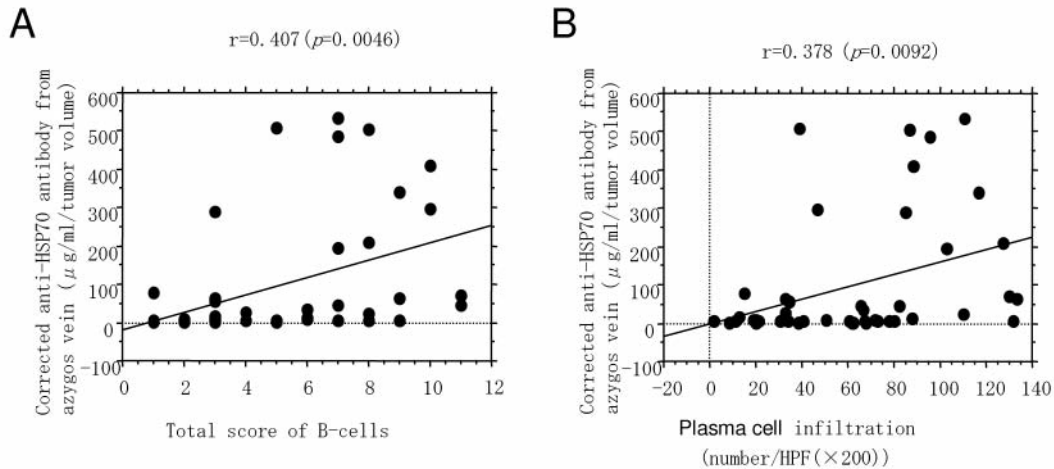 A
r=0.407(p=0.0046)
Corrected anti-HSP70 antibody from
azygos vein (μg/ml/tumor volume)
600
500
400
300
200
100
0
-100
0 2 4 6 8 10 12
Total score of B-cells
B
r=0.378 (p=0.0092)
Corrected anti-HSP70 antibody from
azygos vein (μg/ml/tumor volume)
600
500
400
300
200
100
0
-100
-20 0 20 40 60 80 100 120 140
Plasma cell infiltration
(number/HPF(×200))